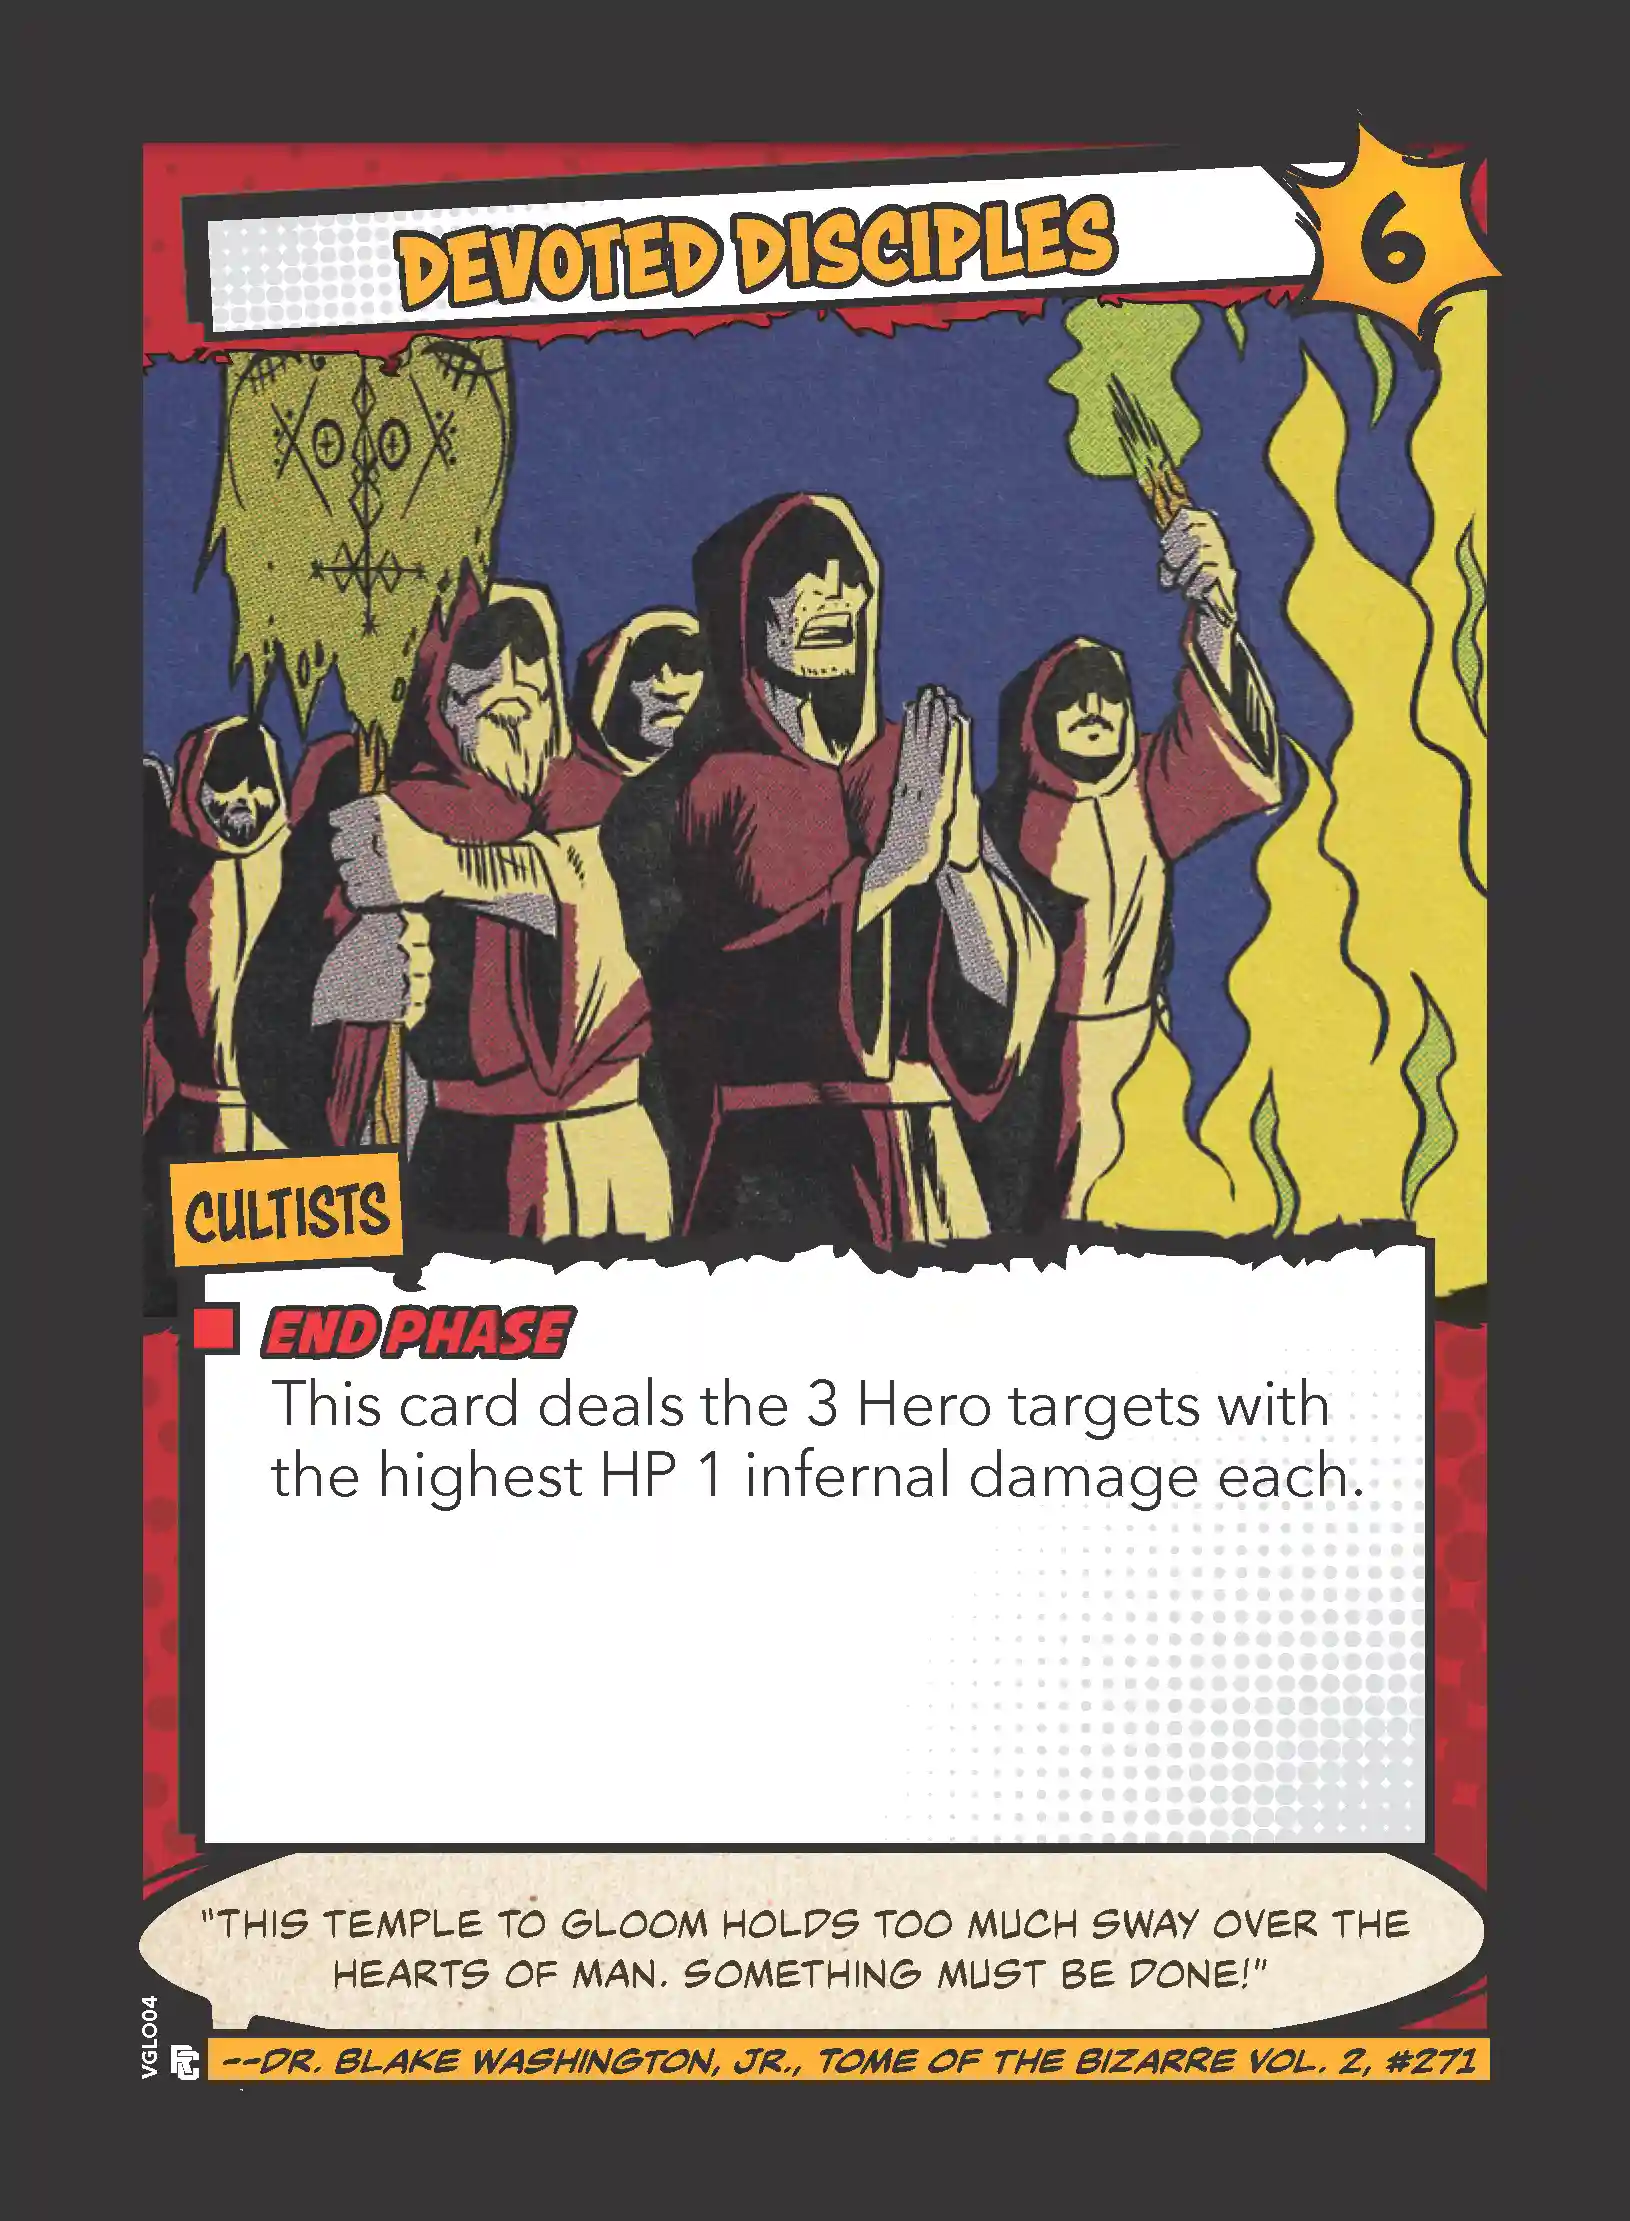 DEVOTED DISCIPLES
6
CULTISTS
END PHASE
This card deals the 3 Hero targets with
the highest HP 1 infernal damage each.
"THIS TEMPLE TO GLOOM HOLDS TOO MUCH SWAY OVER THE
HEARTS OF MAN. SOMETHING MUST BE DONE!"
--DR. BLAKE WASHINGTON, JR., TOME OF THE BIZARRE VOL. 2, #271
VGLO04